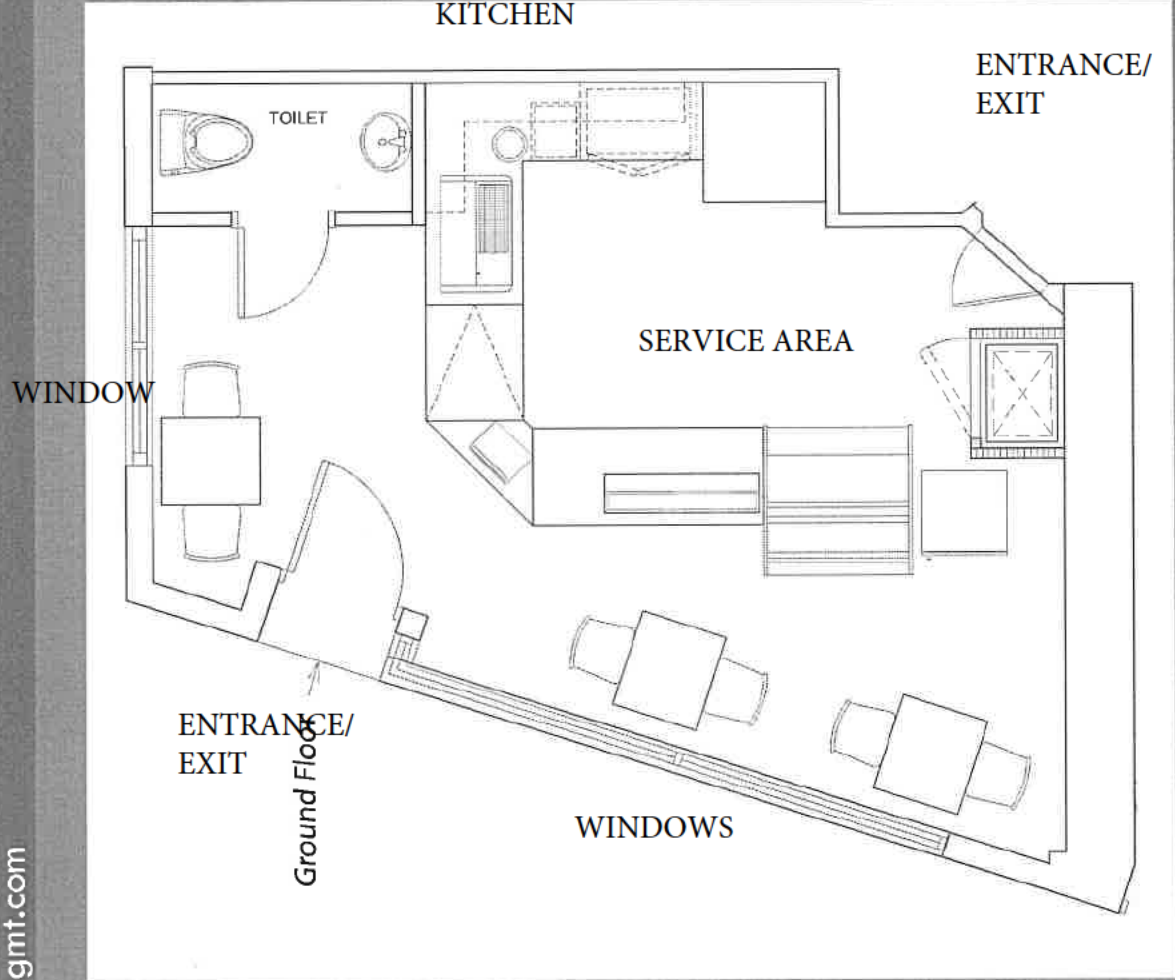 KITCHEN
ENTRANCE/
EXIT
TOILET
SERVICE AREA
WINDOW
ENTRANCE/
EXIT
Ground Floor
WINDOWS
gmt.com